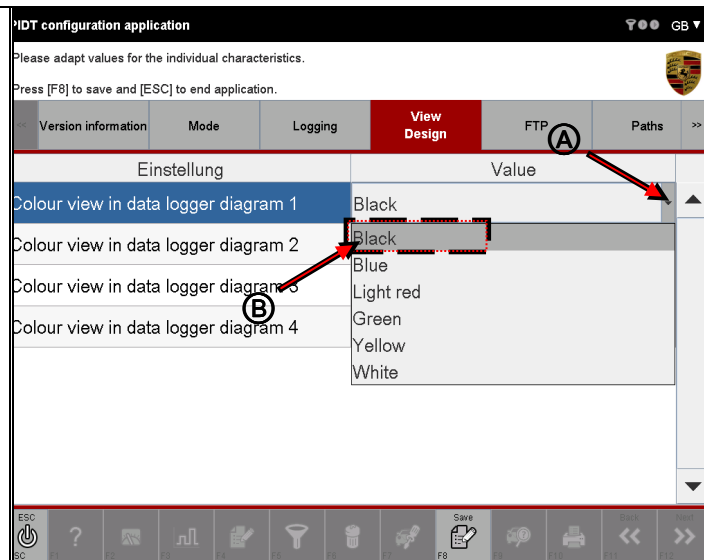 PIDT configuration application
GB
Please adapt values for the individual characteristics.
Press [F8] to save and [ESC] to end application.
<< Version information Mode Logging View Design FTP Paths >>
A
Einstellung Value
Colour view in data logger diagram 1 Black
Colour view in data logger diagram 2 Black
Blue
Colour view in data logger diagram 3 Light red
B
Colour view in data logger diagram 4 Green
Yellow
White
ESC Save Back Next
SC F1 F2 F3 F4 F5 F6 F7 F8 F9 F10 F11 F12